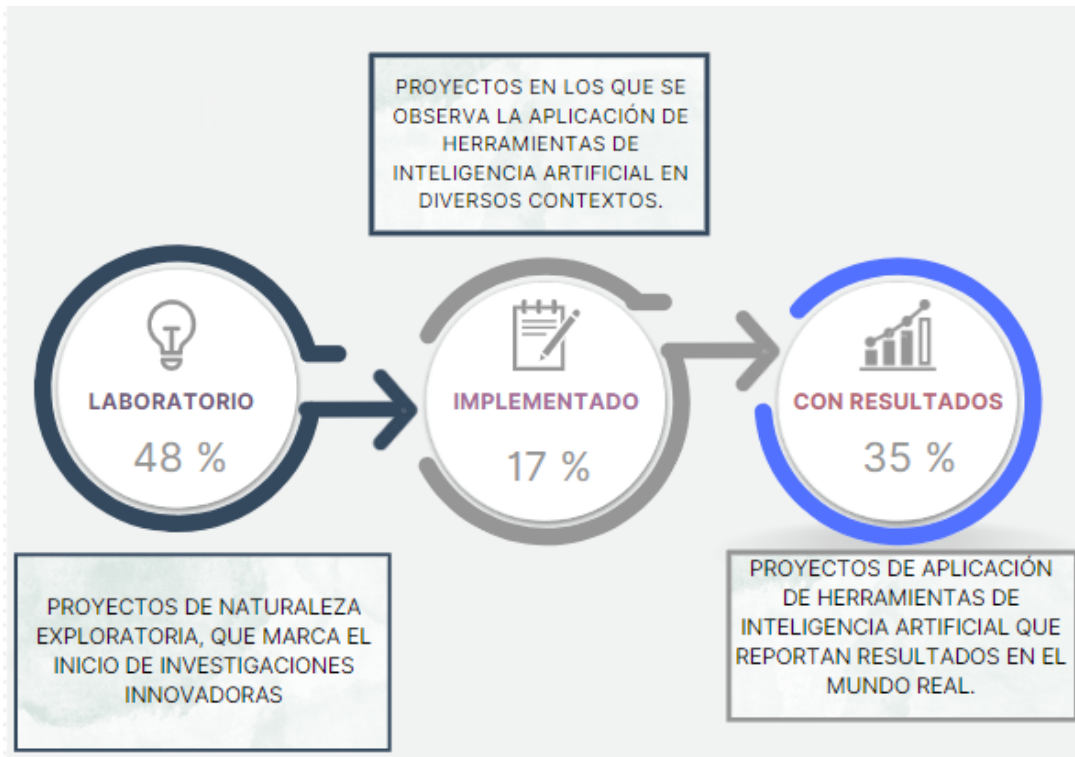 PROYECTOS EN LOS QUE SE
OBSERVA LA APLICACIÓN DE
HERRAMIENTAS DE
INTELIGENCIA ARTIFICIAL EN
DIVERSOS CONTEXTOS.
LABORATORIO
48 %
IMPLEMENTADO
17 %
CON RESULTADOS
35 %
PROYECTOS DE NATURALEZA
EXPLORATORIA, QUE MARCA EL
INICIO DE INVESTIGACIONES
INNOVADORAS
PROYECTOS DE APLICACIÓN
DE HERRAMIENTAS DE
INTELIGENCIA ARTIFICIAL QUE
REPORTAN RESULTADOS EN EL
MUNDO REAL.